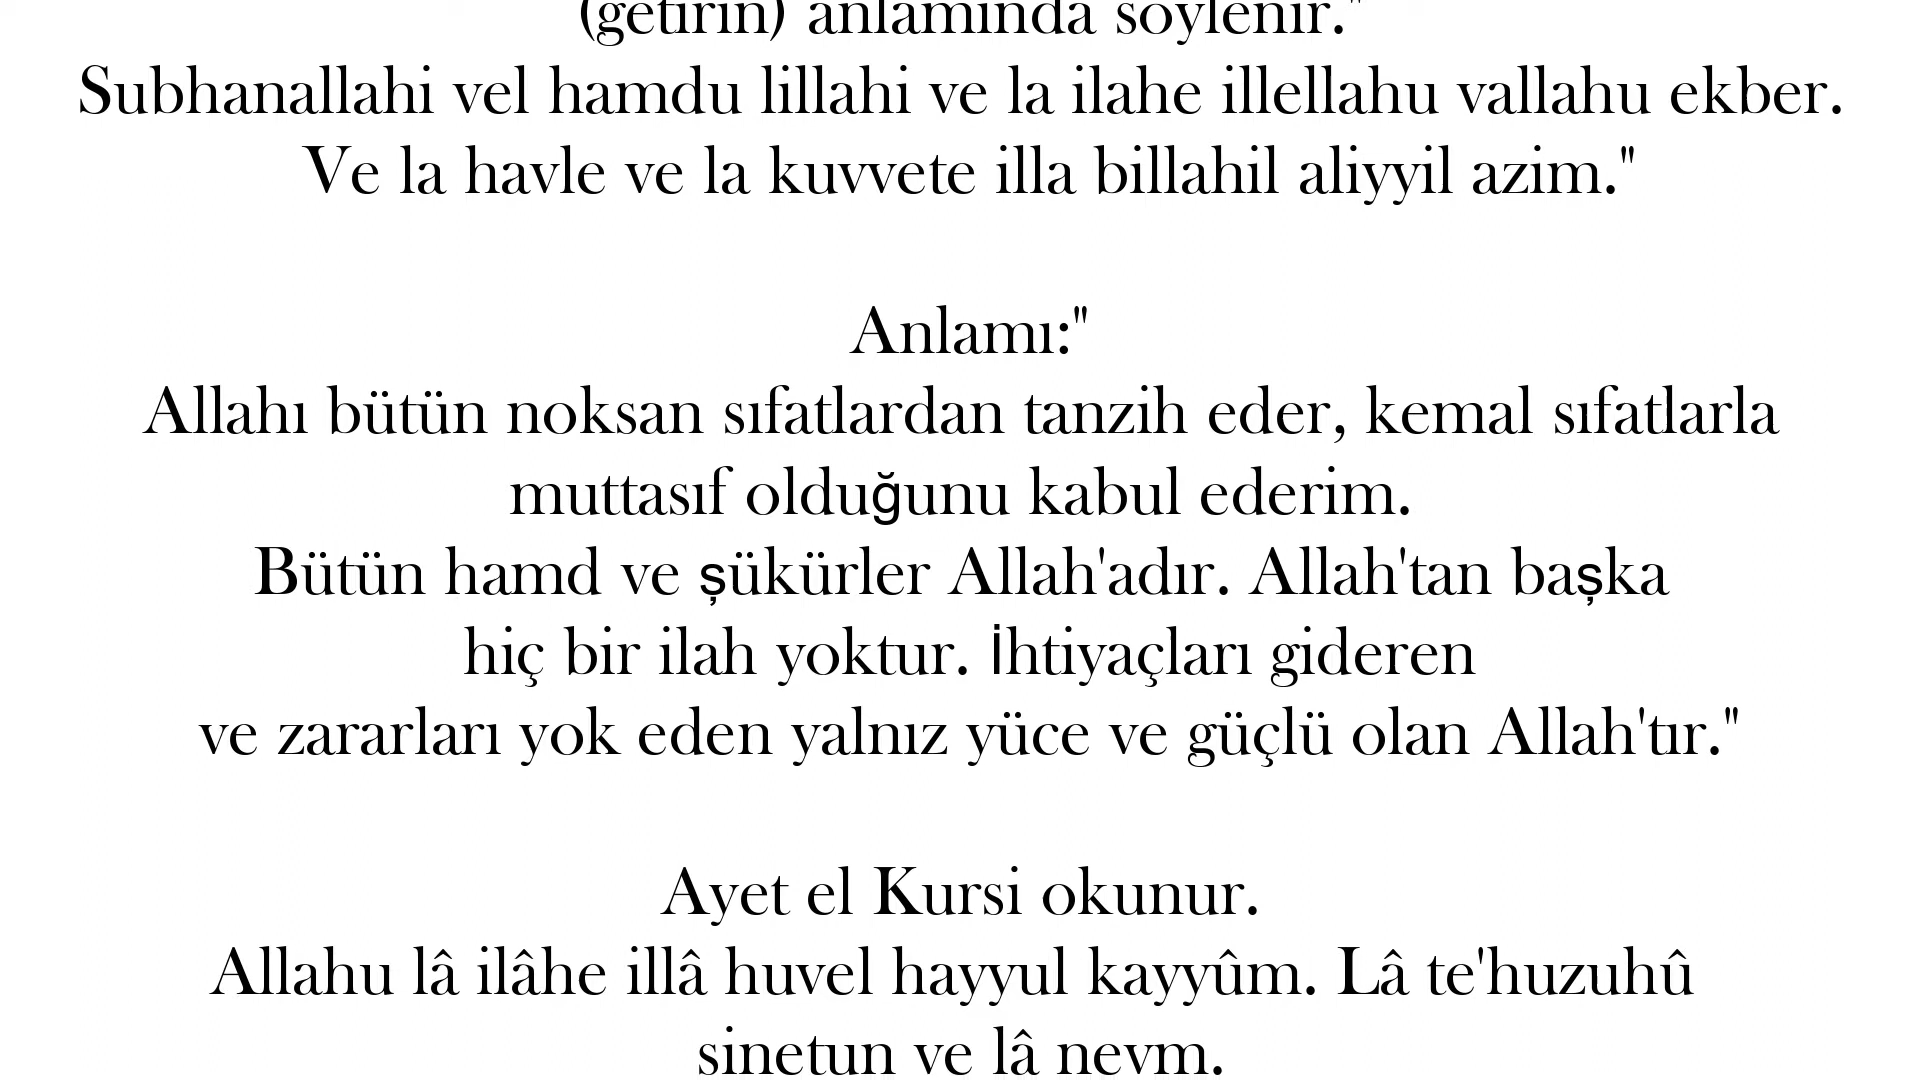 (getirin) anlamında söylenir."
Subhanallahi vel hamdu lillahi ve la ilahe illellahu vallahu ekber.
Ve la havle ve la kuvvete illa billahil aliyyil azim."
Anlamı:"
Allahı bütün noksan sıfatlardan tanzih eder, kemal sıfatlarla
muttasıf olduğunu kabul ederim.
Bütün hamd ve şükürler Allah'adır. Allah'tan başka
hiç bir ilah yoktur. İhtiyaçları gideren
ve zararları yok eden yalnız yüce ve güçlü olan Allah'tır."
Ayet el Kursi okunur.
Allahu lâ ilâhe illâ huvel hayyul kayyûm. Lâ te'huzuhû
sinetun ve lâ nevm.